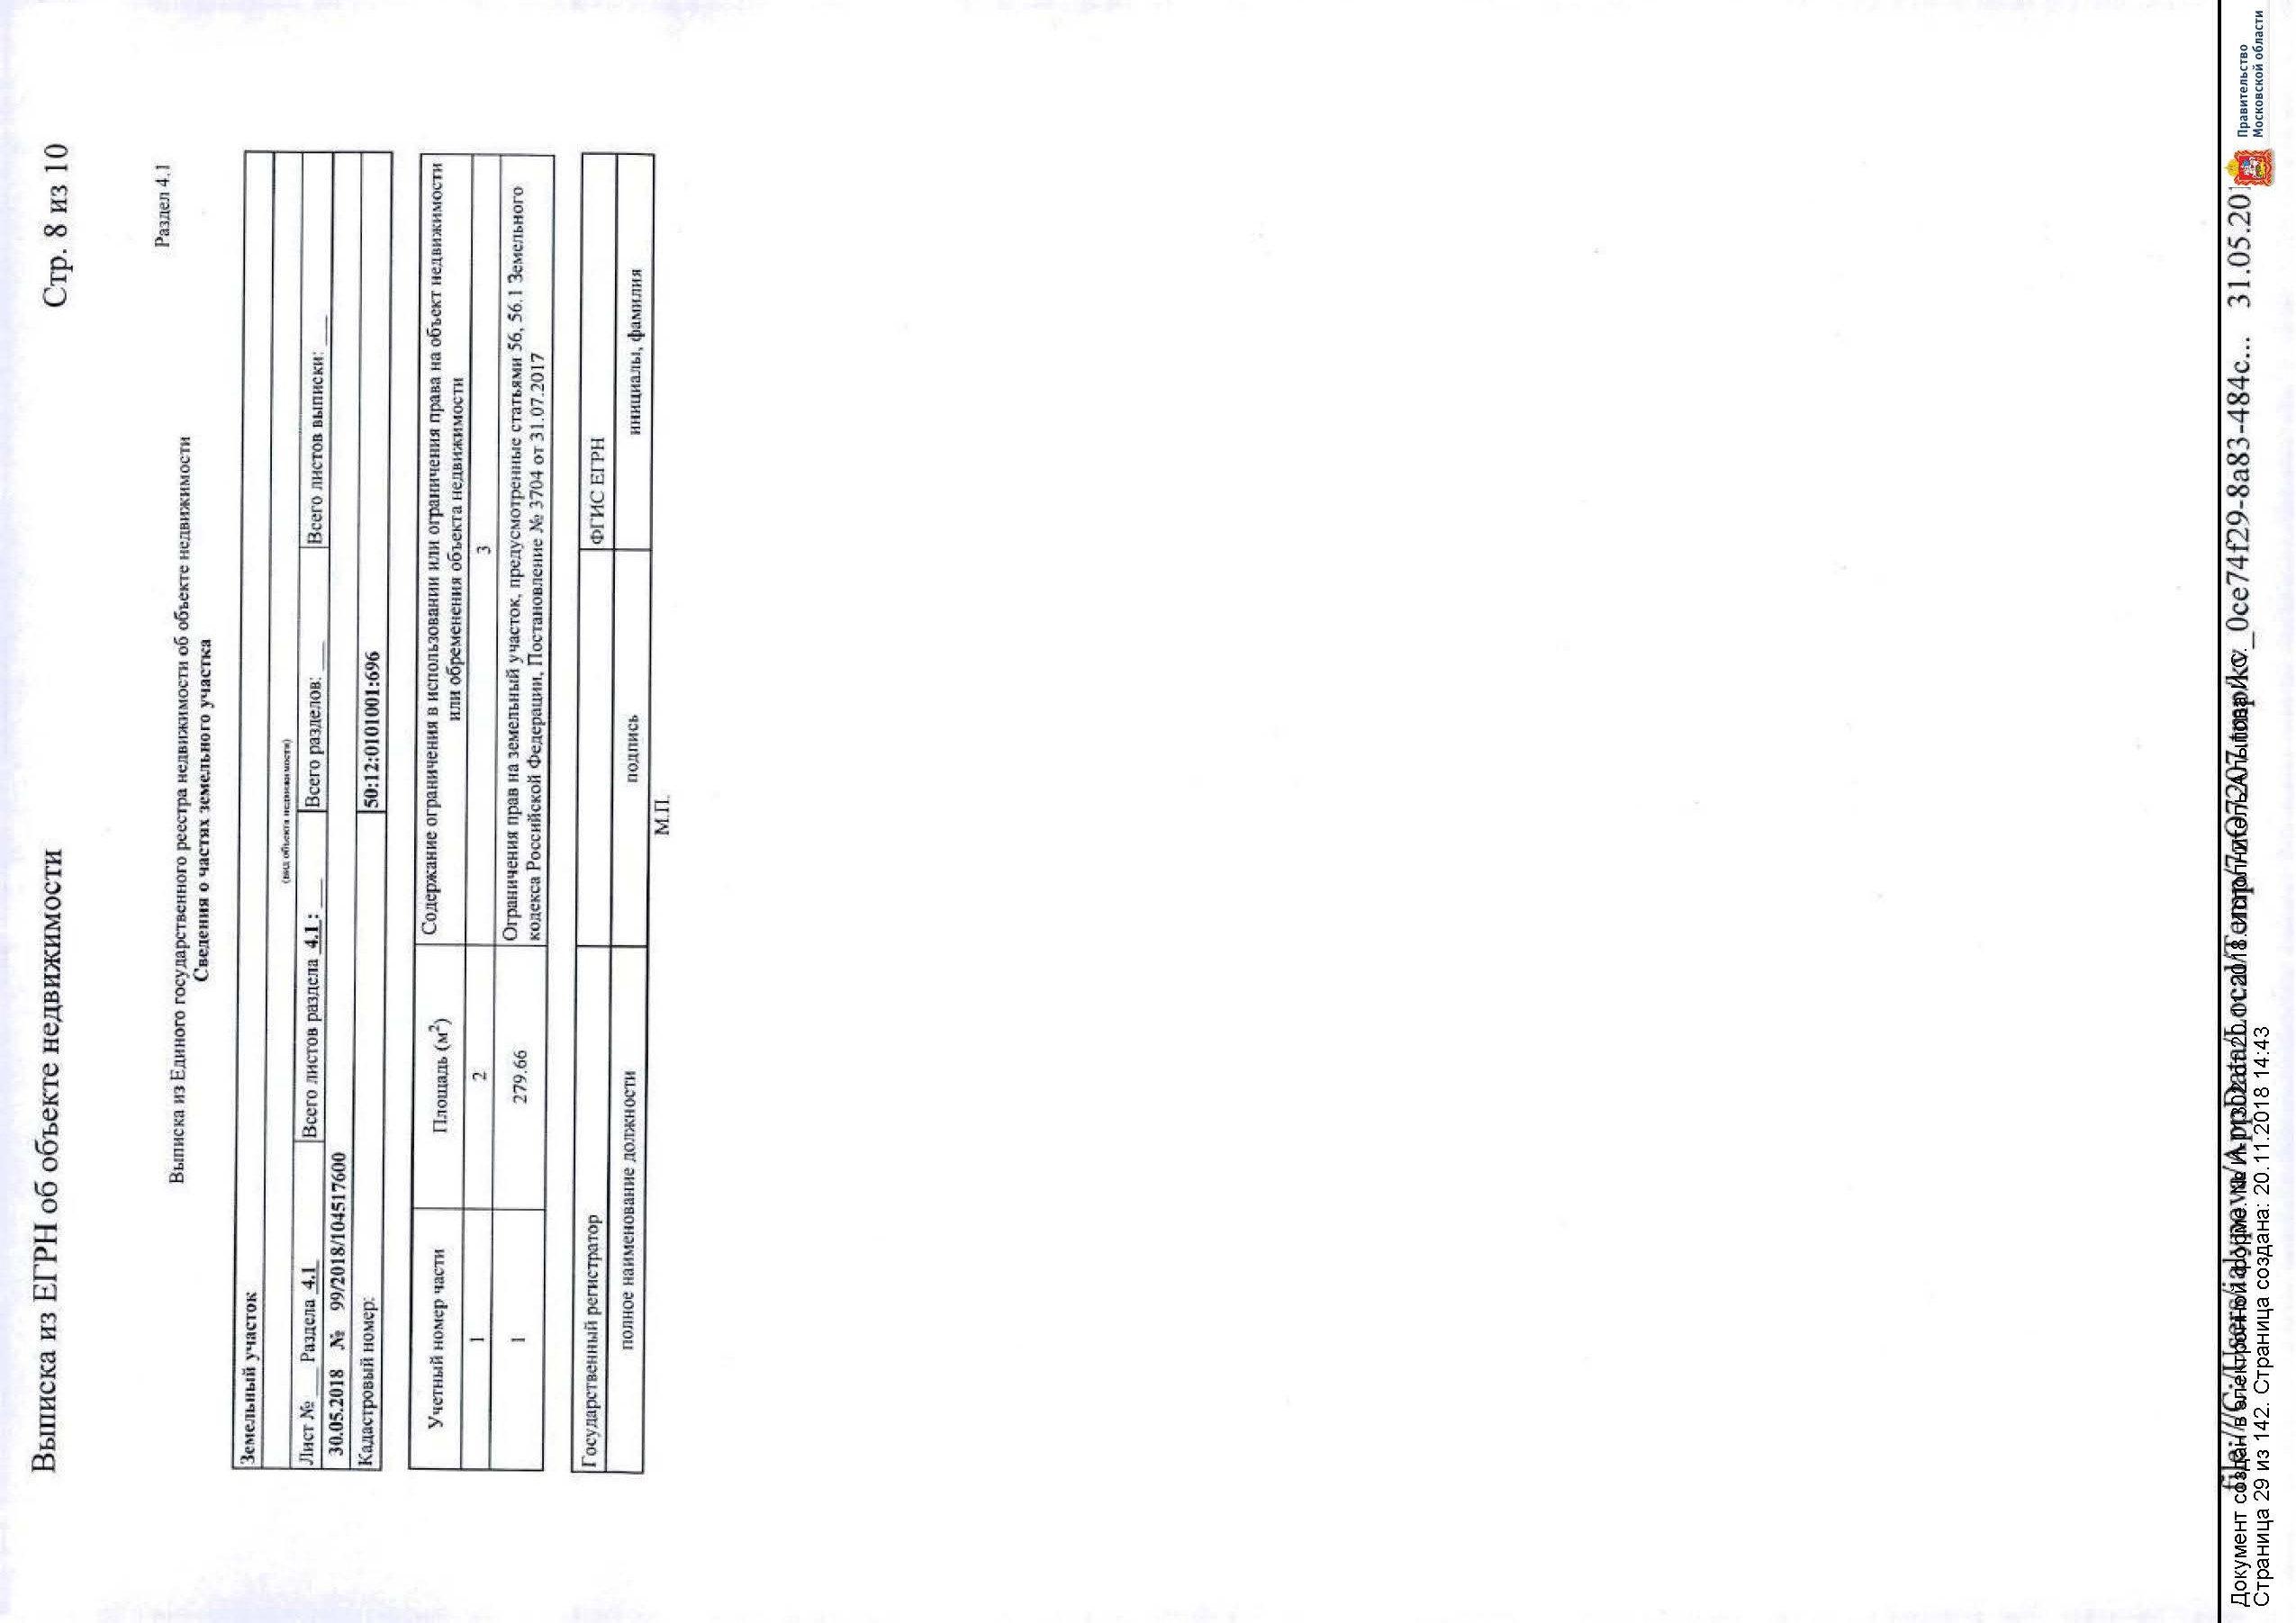 Выписка из ЕГРН об объекте недвижимости Стр. 8 из 10
Раздел 4.1
Выписка из Единого государственного реестра недвижимости об объекте недвижимости
Сведения о частях земельного участка
Земельный участок
(вид объекта недвижимости)
Лист № ___ Раздела 4.1 Всего листов раздела 4.1 : ___ Всего разделов: ___ Всего листов выписки: ___
30.05.2018 № 99/2018/104517600
Кадастровый номер: 50:12:0101001:696
Учетный номер части Площадь (м²) Содержание ограничения в использовании или ограничения права на объект недвижимости
или обременения объекта недвижимости
1 2 3
1 279.66 Ограничения прав на земельный участок, предусмотренные статьями 56, 56.1 Земельного
кодекса Российской Федерации, Постановление № 3704 от 31.07.2017
Государственный регистратор ФГИС ЕГРН
полное наименование должности подпись инициалы, фамилия
М.П.
_0ce74f29-8a83-484c... 31.05.201
Документ создан в электронной форме.
Страница 29 из 142. Страница создана: 20.11.2018 14:43
Правительство
Московской области